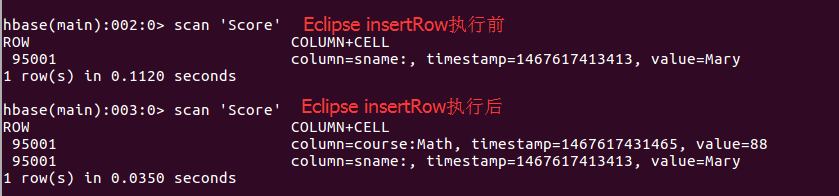 hbase(main):002:0> scan 'Score' Eclipse insertRow执行前
ROW COLUMN+CELL
95001 column=sname:, timestamp=1467617413413, value=Mary
1 row(s) in 0.1120 seconds
hbase(main):003:0> scan 'Score' Eclipse insertRow执行后
ROW COLUMN+CELL
95001 column=course:Math, timestamp=1467617431465, value=88
95001 column=sname:, timestamp=1467617413413, value=Mary
1 row(s) in 0.0350 seconds